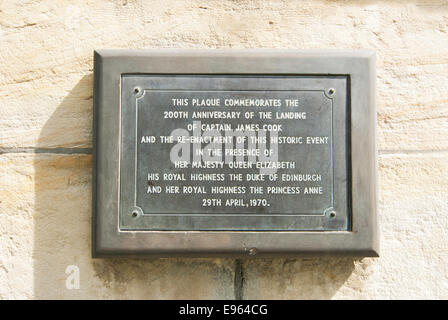 THIS PLAQUE COMMEMORATES THE
200TH ANNIVERSARY OF THE LANDING
OF CAPTAIN JAMES COOK
AND THE RE-ENACTMENT OF THIS HISTORIC EVENT
IN THE PRESENCE OF
HER MAJESTY QUEEN ELIZABETH
HIS ROYAL HIGHNESS THE DUKE OF EDINBURGH
AND HER ROYAL HIGHNESS THE PRINCESS ANNE
29TH APRIL, 1970.
alamy
E964CG